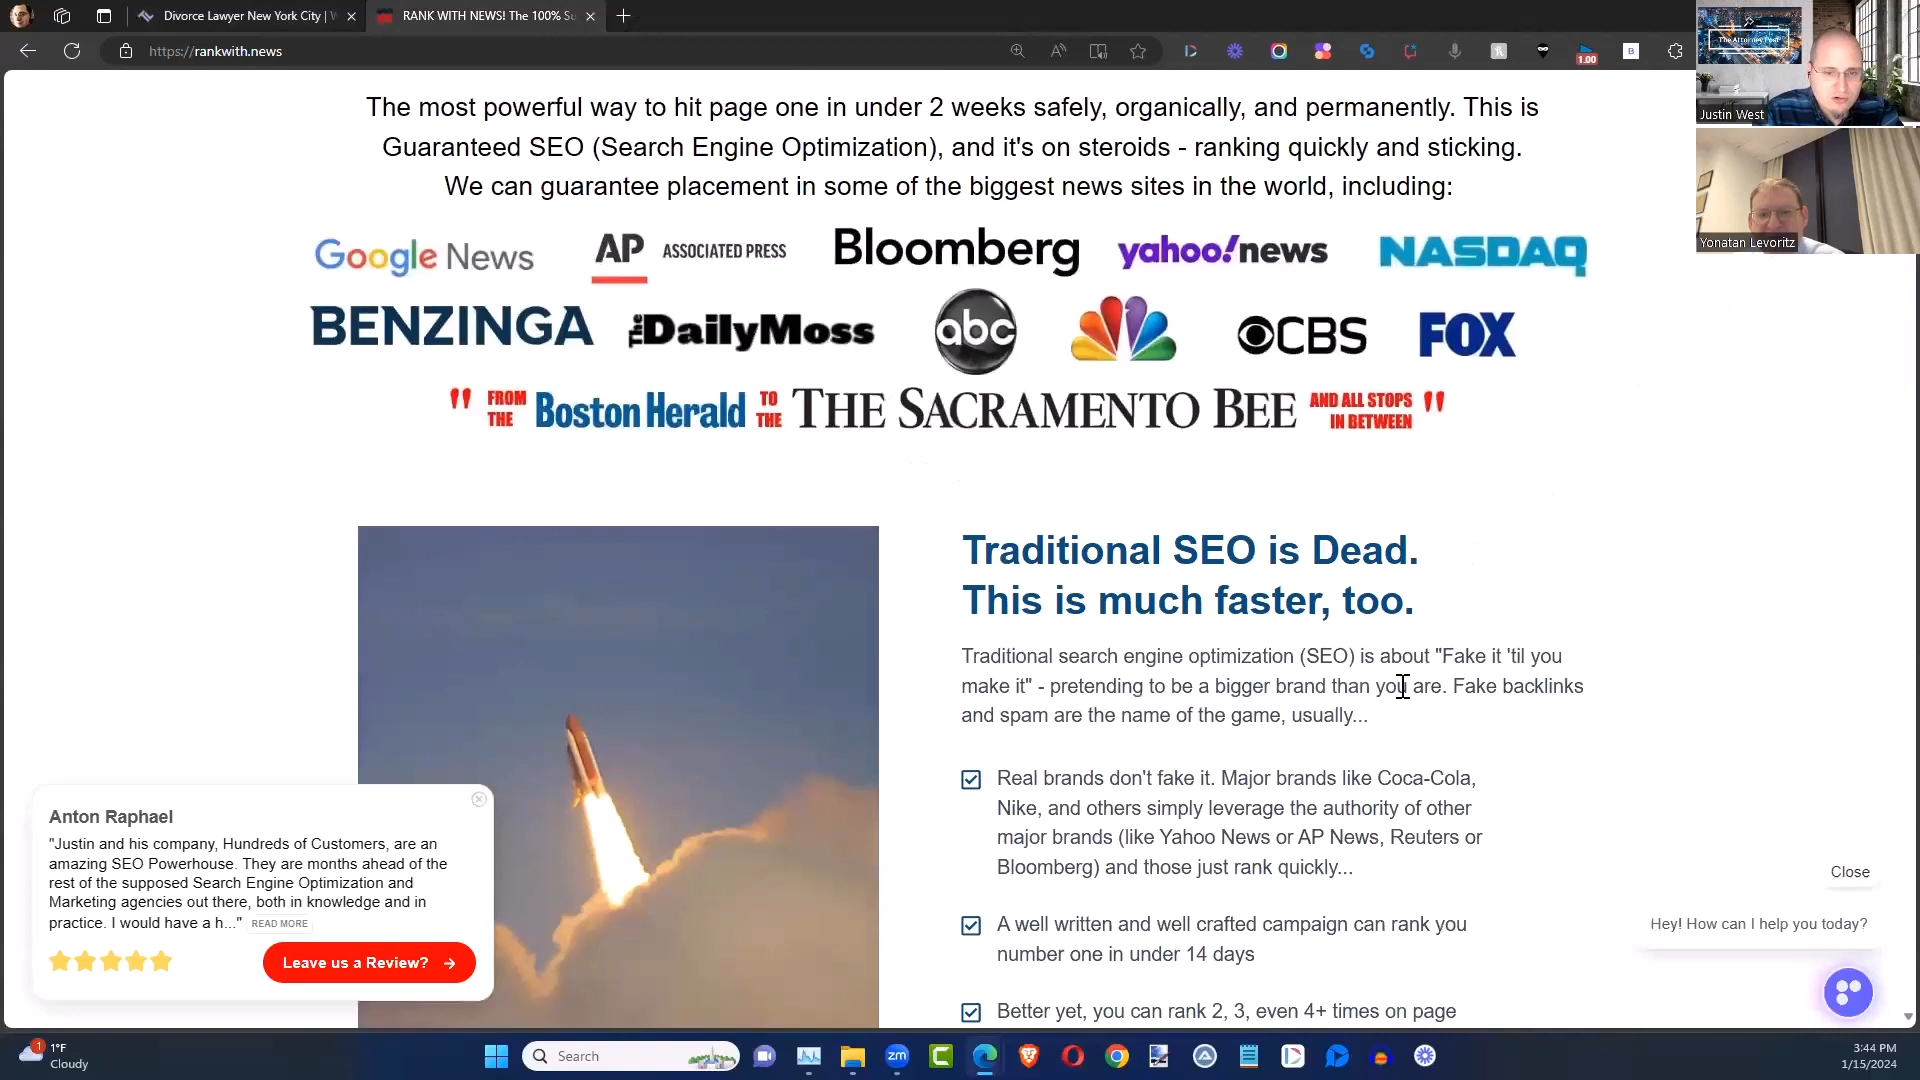 Divorce Lawyer New York City | 
RANK WITH NEWS! The 100% Su
https://rankwith.news
1.00
The Attorney Post
Justin West
Yonatan Levoritz
The most powerful way to hit page one in under 2 weeks safely, organically, and permanently. This is
Guaranteed SEO (Search Engine Optimization), and it's on steroids - ranking quickly and sticking.
We can guarantee placement in some of the biggest news sites in the world, including:
Google News
AP ASSOCIATED PRESS
Bloomberg
yahoo!news
NASDAQ
BENZINGA
The DailyMoss
abc
CBS
FOX
" FROM THE Boston Herald TO THE THE SACRAMENTO BEE AND ALL STOPS IN BETWEEN "
Traditional SEO is Dead.
This is much faster, too.
Traditional search engine optimization (SEO) is about "Fake it 'til you
make it" - pretending to be a bigger brand than you are. Fake backlinks
and spam are the name of the game, usually...
Real brands don't fake it. Major brands like Coca-Cola,
Nike, and others simply leverage the authority of other
major brands (like Yahoo News or AP News, Reuters or
Bloomberg) and those just rank quickly...
A well written and well crafted campaign can rank you
number one in under 14 days
Better yet, you can rank 2, 3, even 4+ times on page
Anton Raphael
"Justin and his company, Hundreds of Customers, are an
amazing SEO Powerhouse. They are months ahead of the
rest of the supposed Search Engine Optimization and
Marketing agencies out there, both in knowledge and in
practice. I would have a h..." READ MORE
Leave us a Review?
Close
Hey! How can I help you today?
1
1°F
Cloudy
Search
zm
3:44 PM
1/15/2024